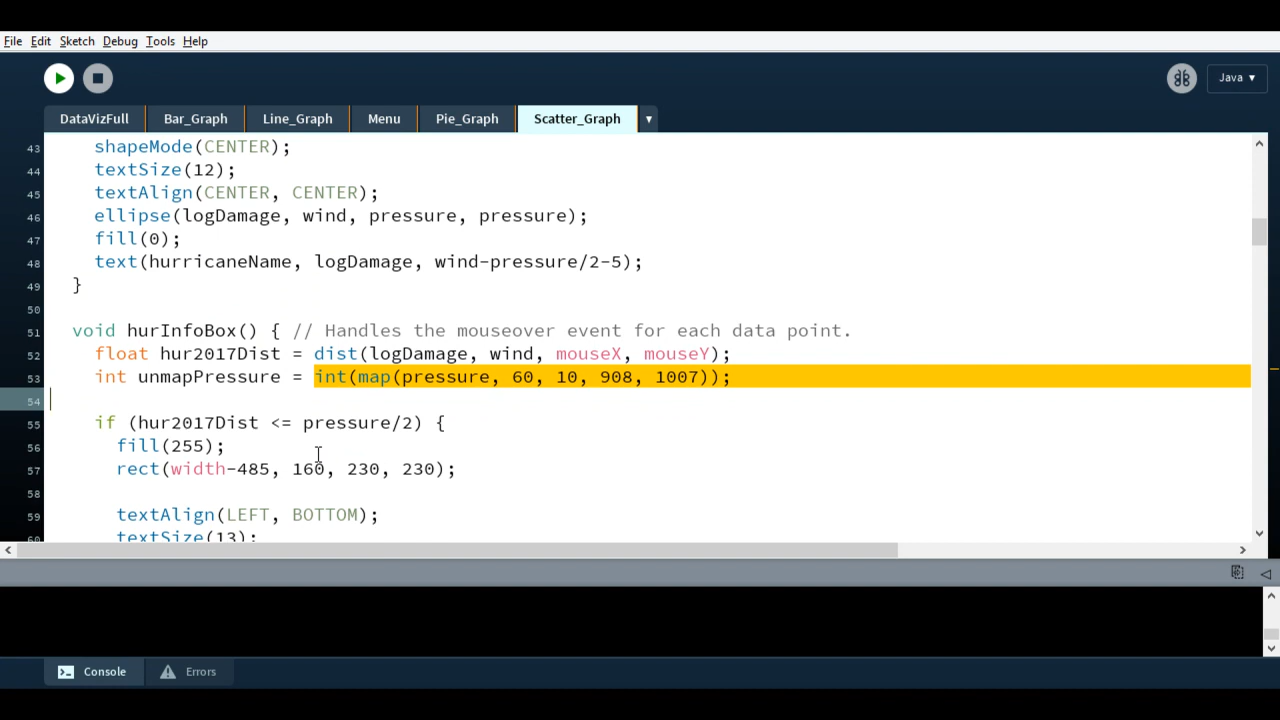 File Edit Sketch Debug Tools Help
Java ▼
DataVizFull Bar_Graph Line_Graph Menu Pie_Graph Scatter_Graph ▼
43 shapeMode(CENTER);
44 textSize(12);
45 textAlign(CENTER, CENTER);
46 ellipse(logDamage, wind, pressure, pressure);
47 fill(0);
48 text(hurricaneName, logDamage, wind-pressure/2-5);
49 }
50
51 void hurInfoBox() { // Handles the mouseover event for each data point.
52 float hur2017Dist = dist(logDamage, wind, mouseX, mouseY);
53 int unmapPressure = int(map(pressure, 60, 10, 908, 1007));
54
55 if (hur2017Dist <= pressure/2) {
56 fill(255);
57 rect(width-485, 160, 230, 230);
58
59 textAlign(LEFT, BOTTOM);
60 textSize(13);
Console Errors